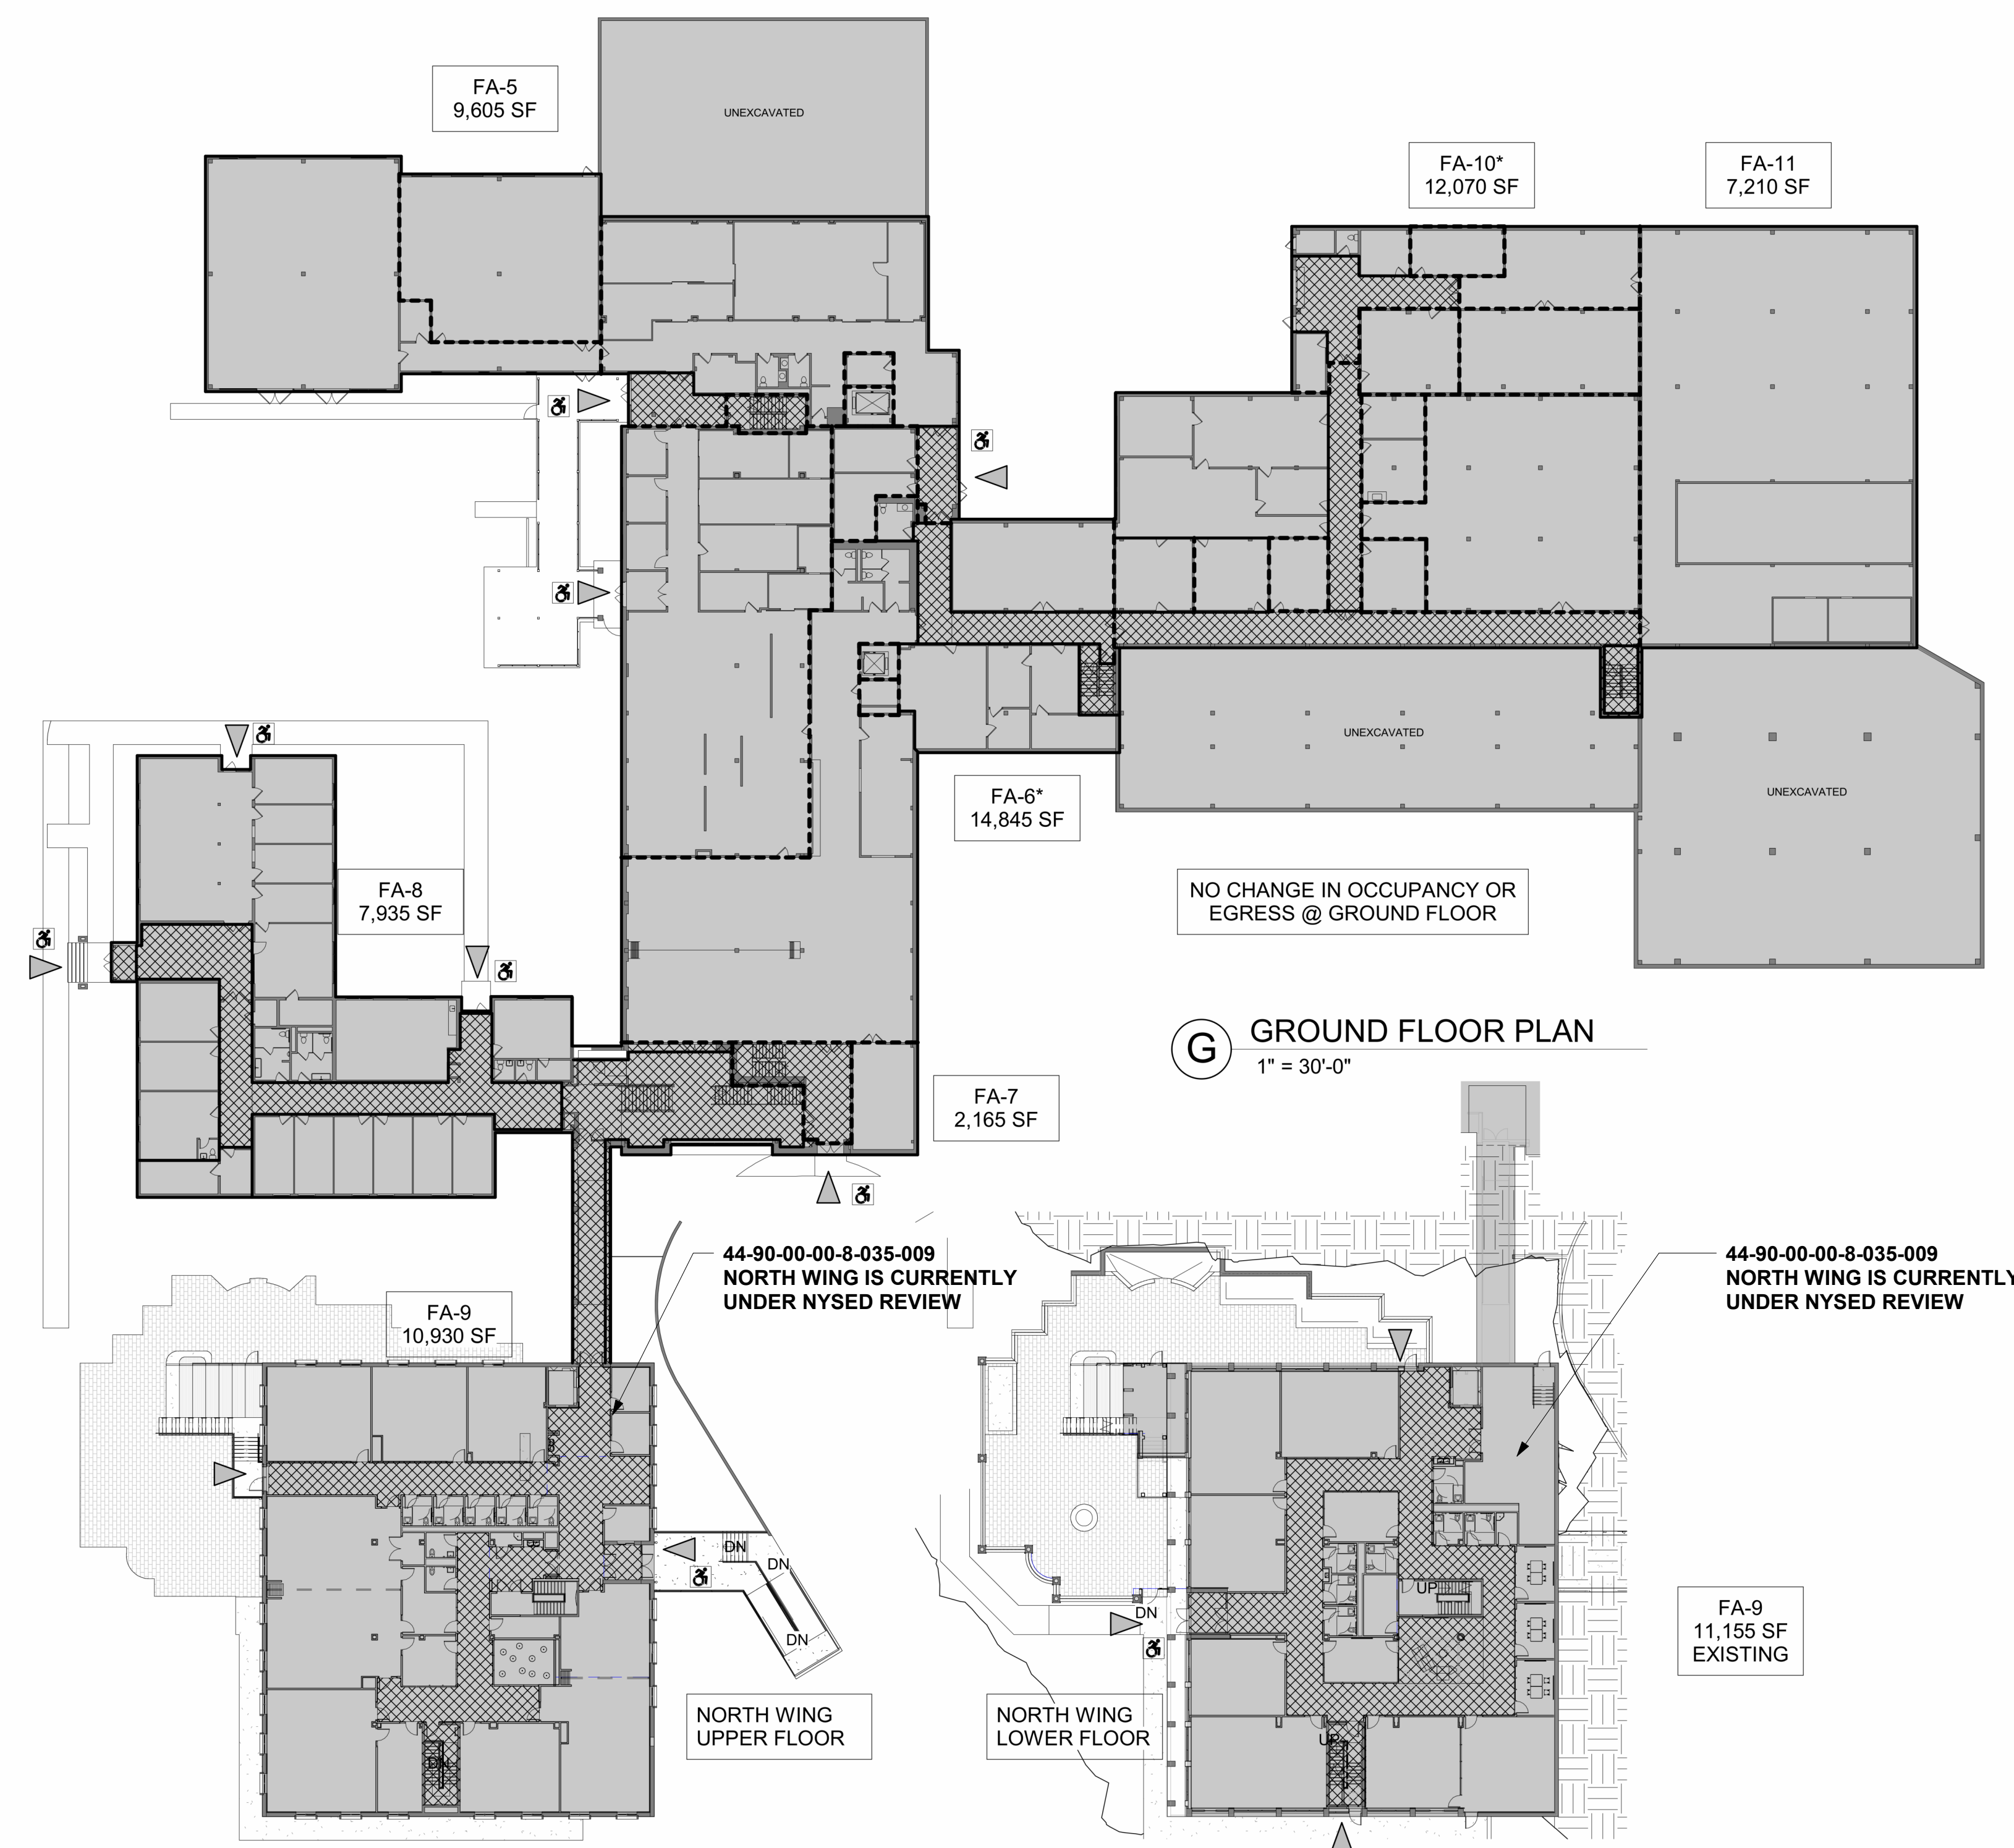 FA-5
9,605 SF
UNEXCAVATED
FA-10*
12,070 SF
FA-11
7,210 SF
UNEXCAVATED
UNEXCAVATED
FA-6*
14,845 SF
FA-8
7,935 SF
NO CHANGE IN OCCUPANCY OR
EGRESS @ GROUND FLOOR
G
GROUND FLOOR PLAN
1" = 30'-0"
FA-7
2,165 SF
44-90-00-00-8-035-009
NORTH WING IS CURRENTLY
UNDER NYSED REVIEW
44-90-00-00-8-035-009
NORTH WING IS CURRENTLY
UNDER NYSED REVIEW
FA-9
10,930 SF
DN
DN
DN
DN
NORTH WING
UPPER FLOOR
UP
DN
UP
NORTH WING
LOWER FLOOR
FA-9
11,155 SF
EXISTING